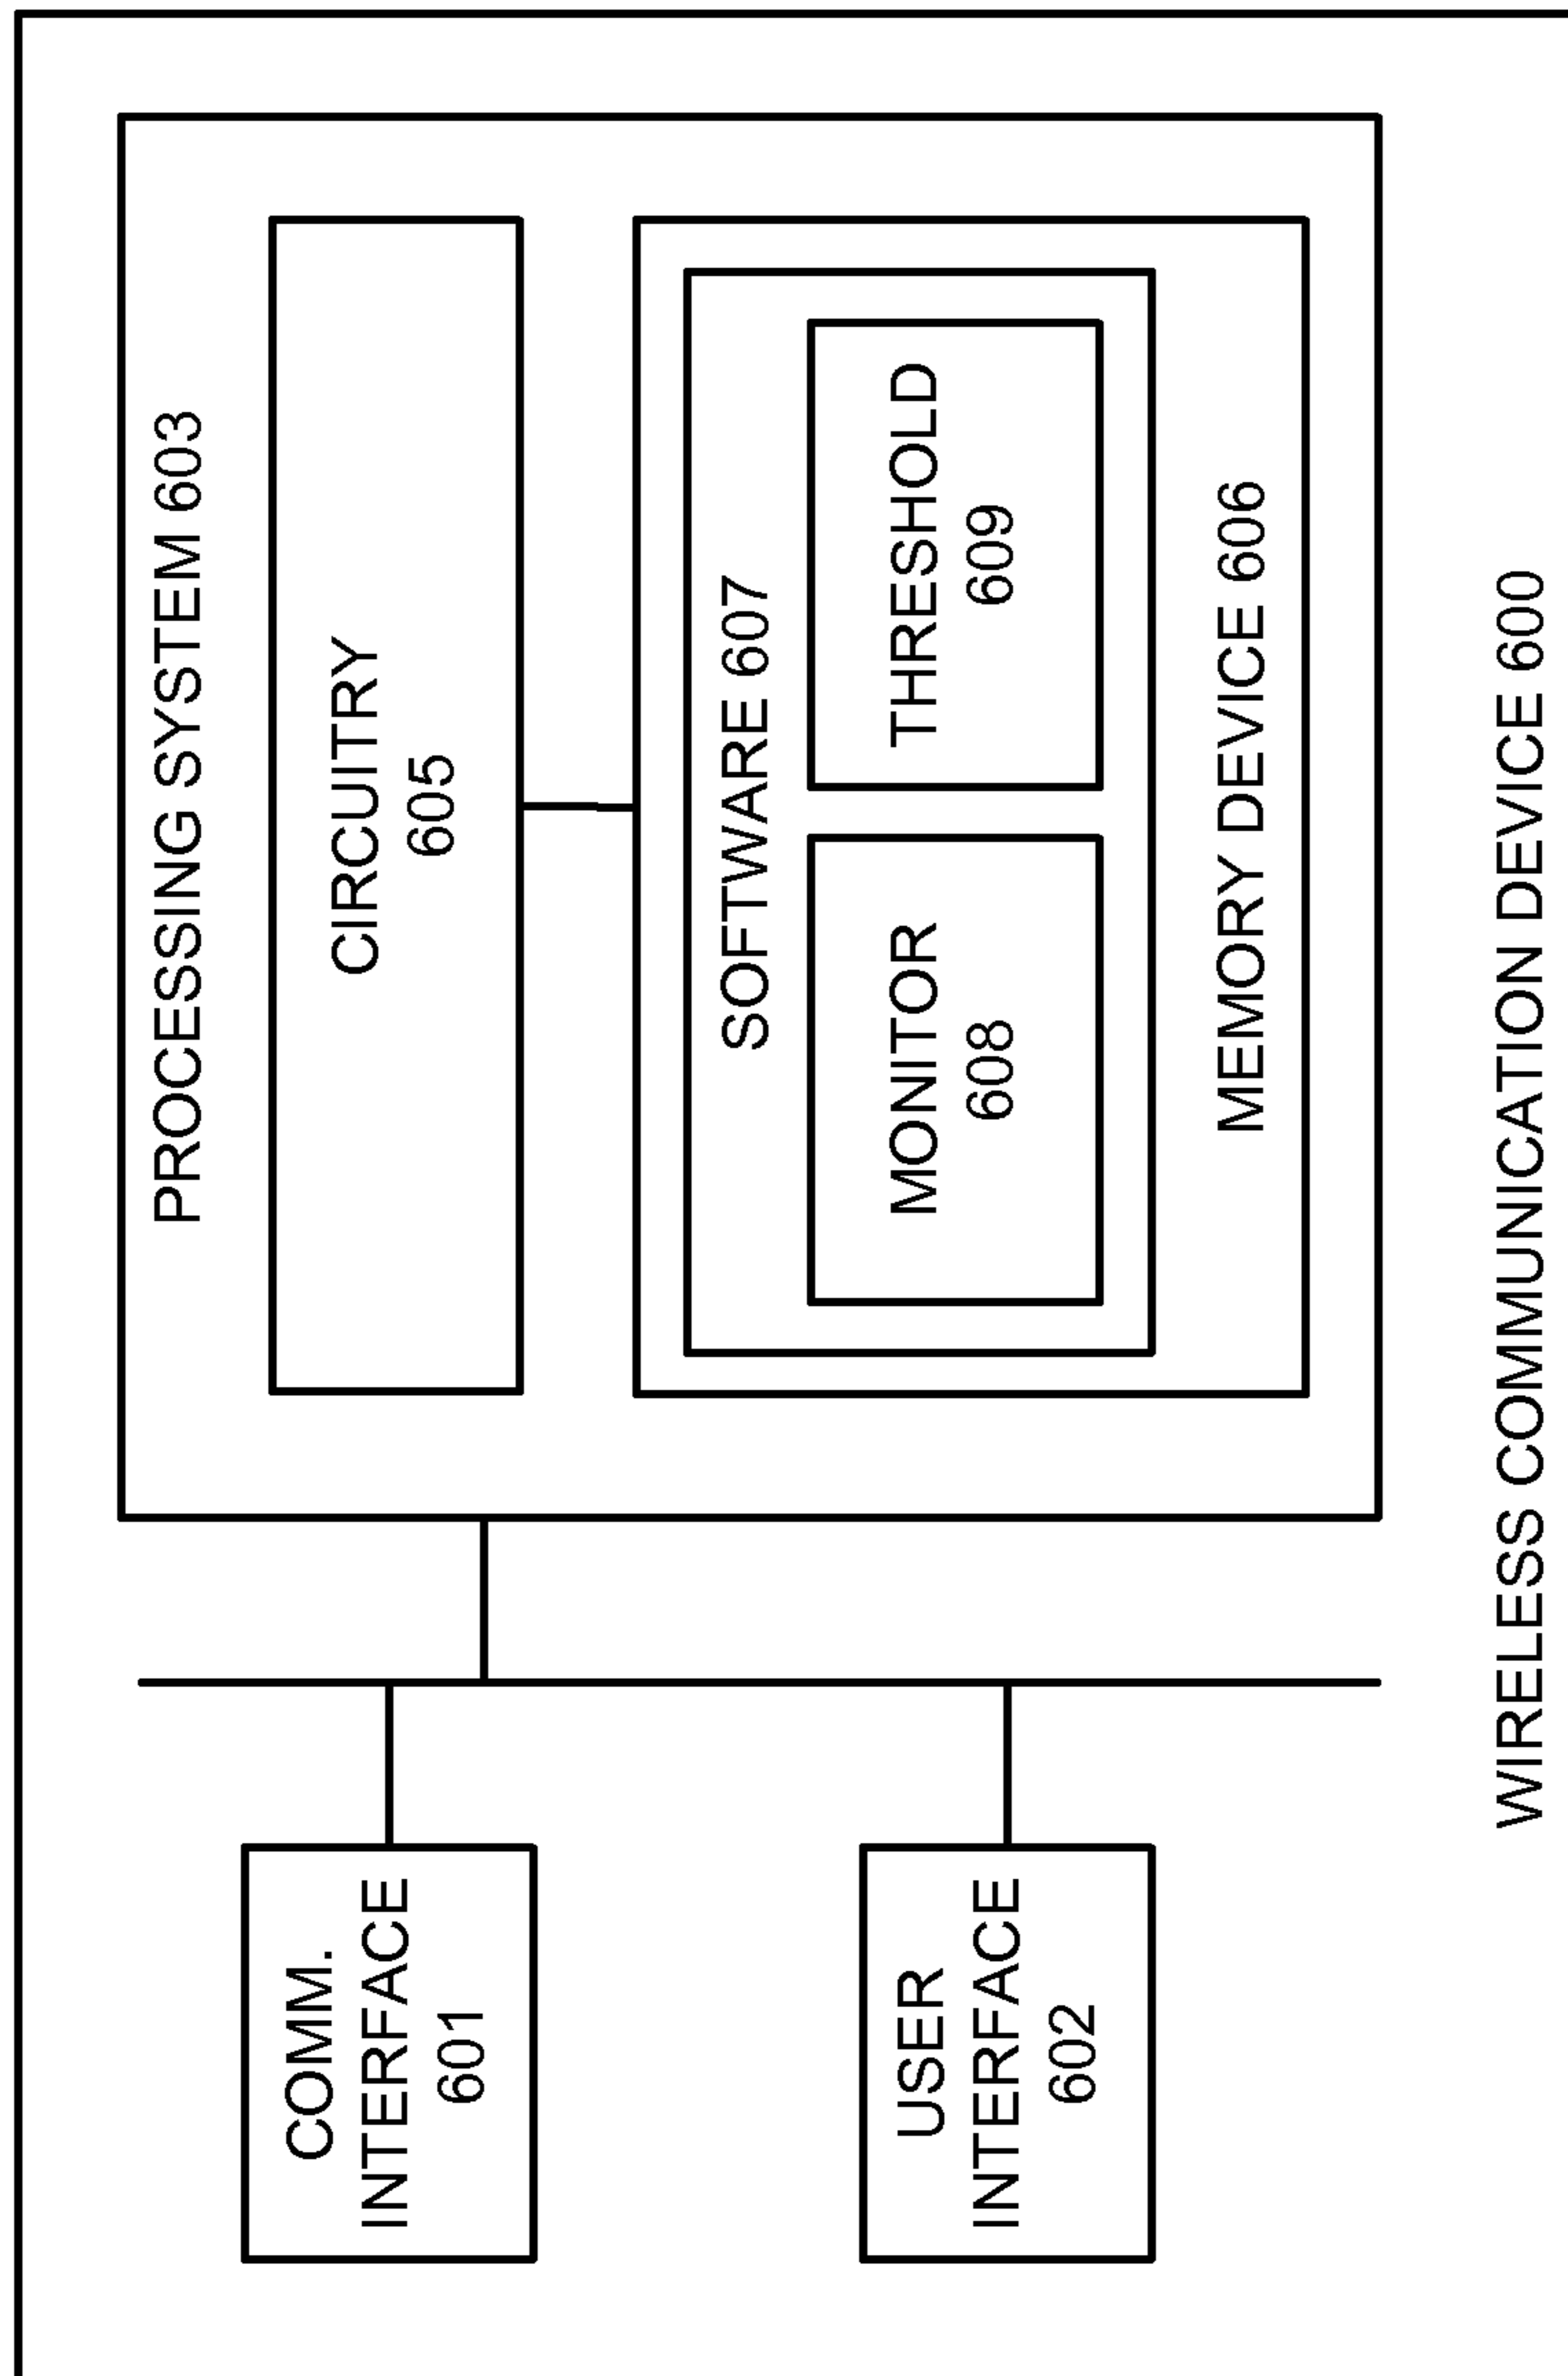 PROCESSING SYSTEM 603
CIRCUITRY
605
COMM.
INTERFACE
601
SOFTWARE 607
MONITOR
608
THRESHOLD
609
USER
INTERFACE
602
MEMORY DEVICE 606
WIRELESS COMMUNICATION DEVICE 600